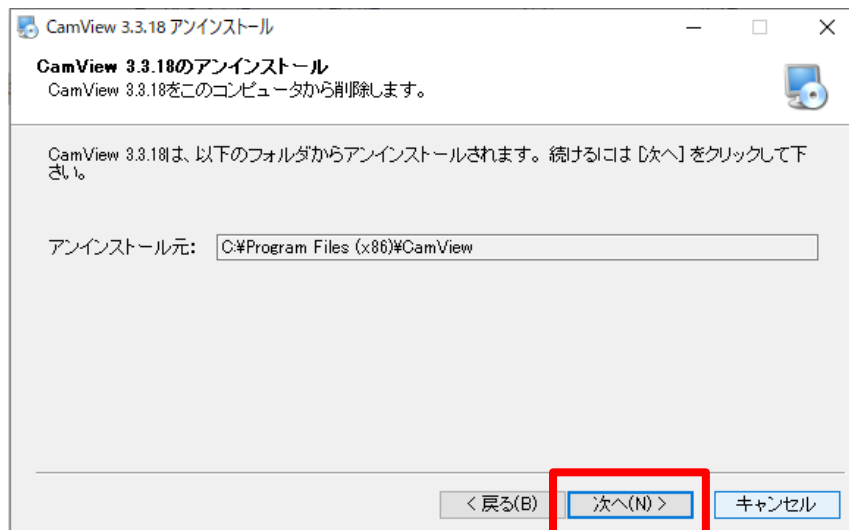 CamView 3.3.18 アンインストール
CamView 3.3.18のアンインストール
CamView 3.3.18をこのコンピュータから削除します。
CamView 3.3.18は、以下のフォルダからアンインストールされます。続けるには [次へ] をクリックして下
さい。
アンインストール元: C:¥Program Files (x86)¥CamView
< 戻る(B) 次へ(N) > キャンセル